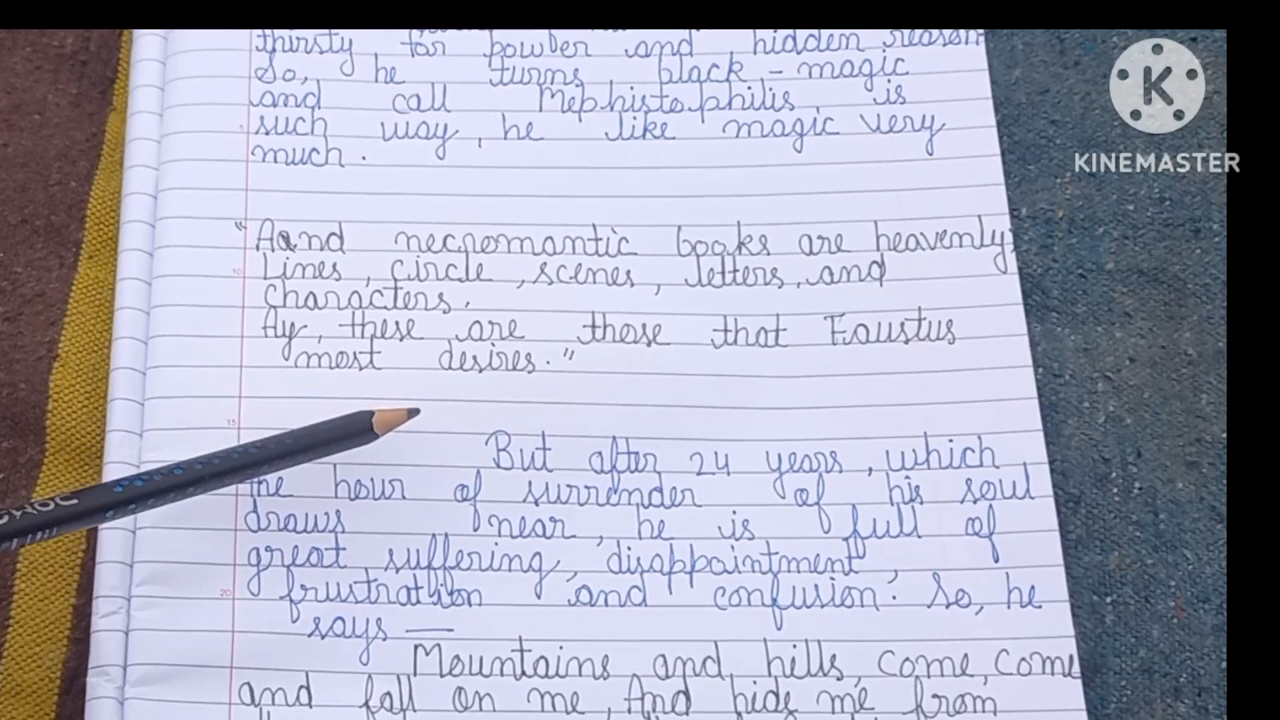 thirsty, for powber and hidden reason
So, he turns, black - magic
and call Mephistophilis, is
such way, he like magic very
much.
"Aand necromantic books are heavenly;
Lines, circle, scenes, letters, and
characters.
Ay, these are those that Faustus
most desires."
But after 24 years, which
the hour of surrender of his soul
draws near, he is full of
great suffering, disappointment,
frustration and confusion. So, he
says —
Mountains and hills, come, come
and fall on me, And hide me from
K
KINEMASTER